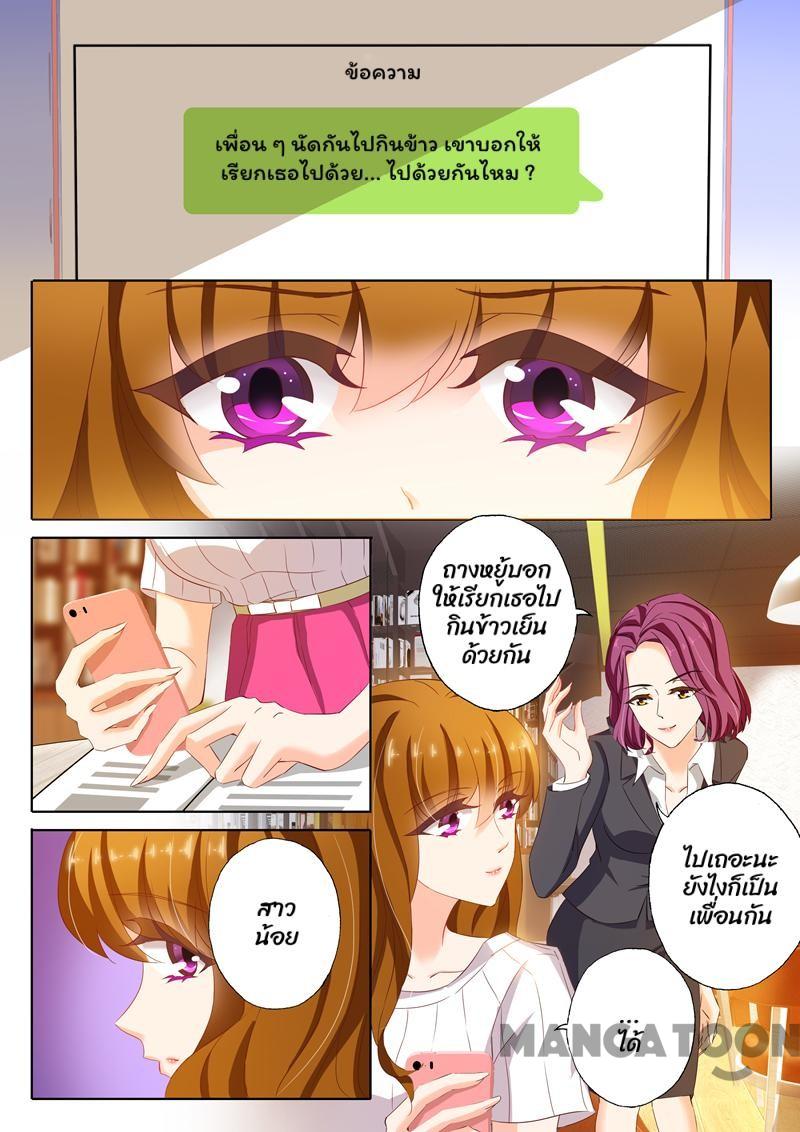 ข้อความ
เพื่อน ๆ นัดกันไปกินข้าว เขาบอกให้
เรียกเธอไปด้วย... ไปด้วยกันไหม ?
ถางหยู้บอก
ให้เรียกเธอไป
กินข้าวเย็น
ด้วยกัน
ไปเถอะนะ
ยังไงก็เป็น
เพื่อนกัน
สาว
น้อย
...
ได้
MANGATOON